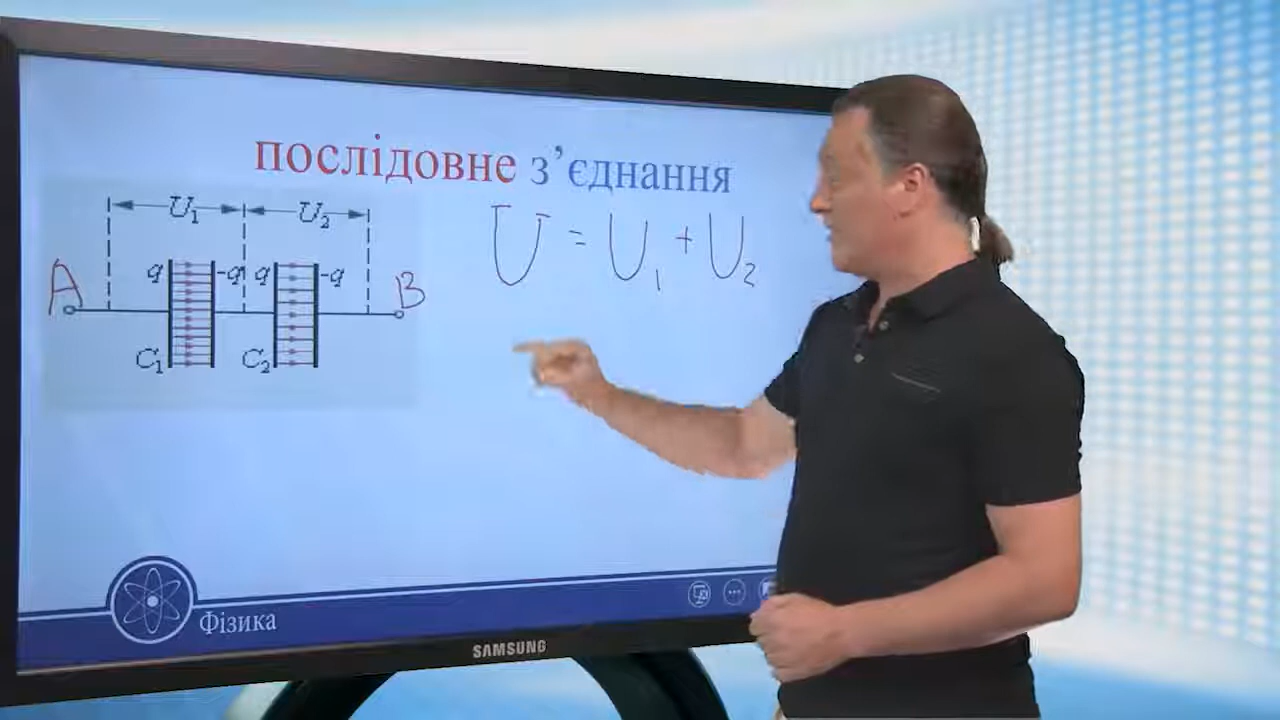 послідовне з’єднання
U₁ U₂
U = U₁ + U₂
A q -q q -q B
C₁ C₂
Фізика
SAMSUNG